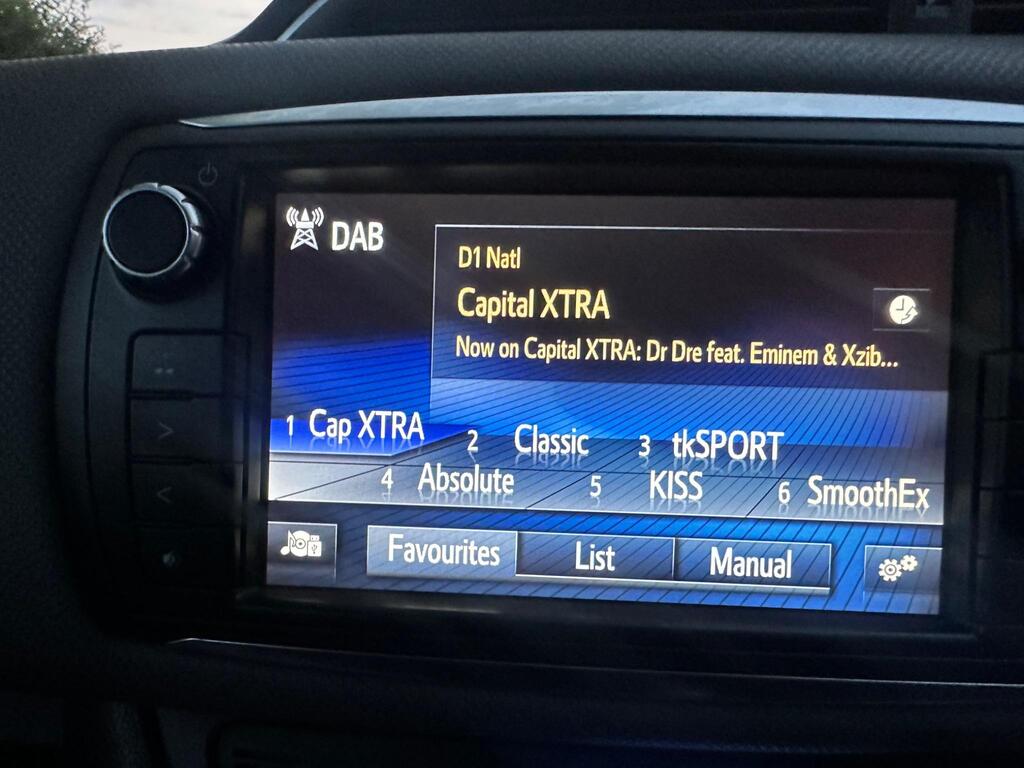 DAB
D1 Natl
Capital XTRA
Now on Capital XTRA: Dr Dre feat. Eminem & Xzib...
1 Cap XTRA 2 Classic 3 tkSPORT
4 Absolute 5 KISS 6 SmoothEx
Favourites List Manual